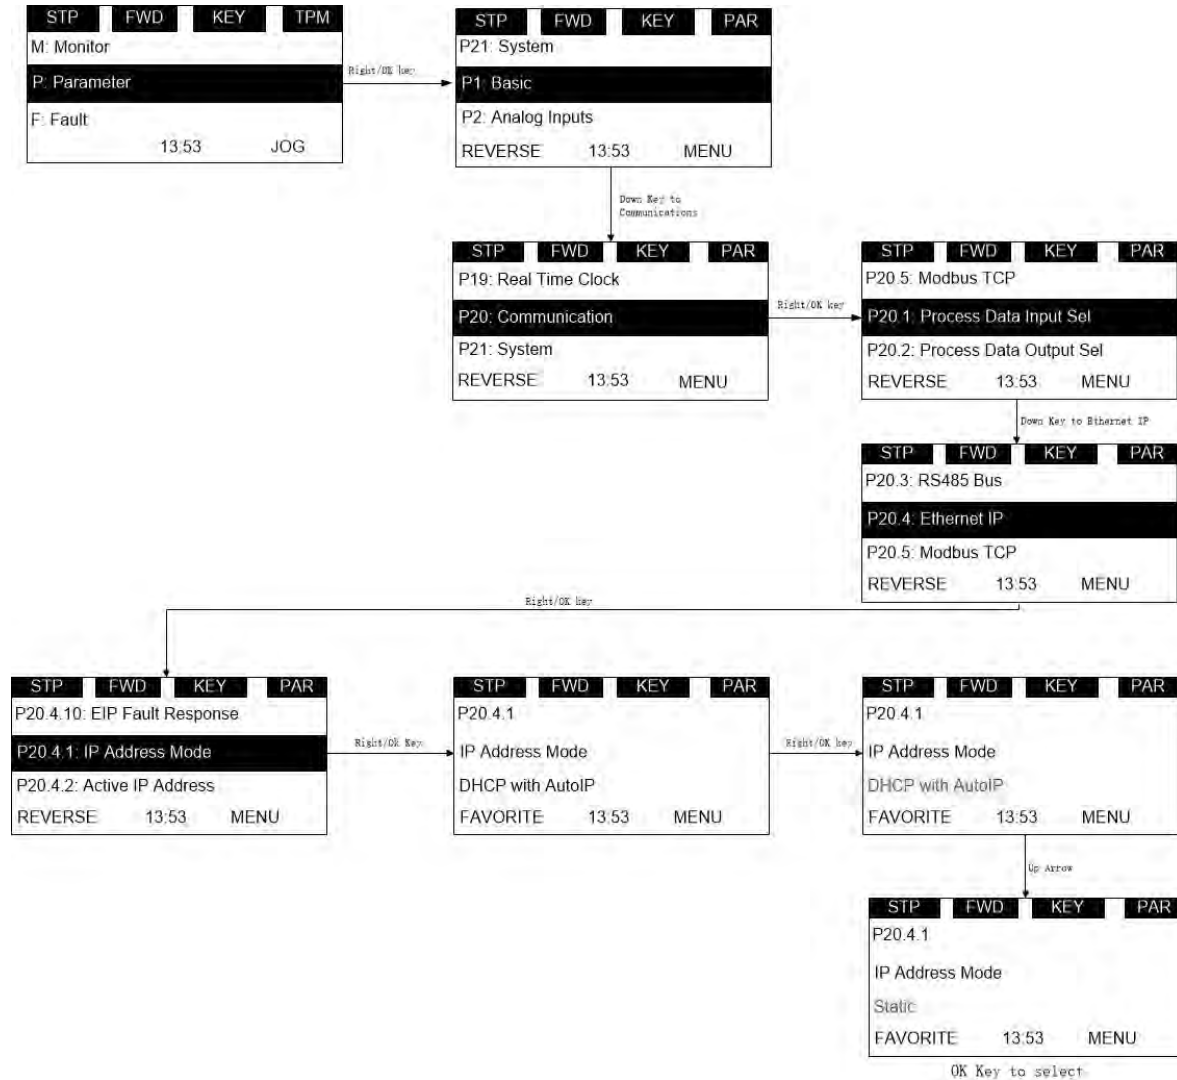 STP FWD KEY TPM
M: Monitor
P: Parameter
F: Fault
13:53 JOG
Right/OK key
STP FWD KEY PAR
P21: System
P1: Basic
P2: Analog Inputs
REVERSE 13:53 MENU
Down Key to
Communications
STP FWD KEY PAR
P19: Real Time Clock
P20: Communication
P21: System
REVERSE 13:53 MENU
Right/OK key
STP FWD KEY PAR
P20.5: Modbus TCP
P20.1: Process Data Input Sel
P20.2: Process Data Output Sel
REVERSE 13:53 MENU
Down Key to Ethernet IP
STP FWD KEY PAR
P20.3: RS485 Bus
P20.4: Ethernet IP
P20.5: Modbus TCP
REVERSE 13:53 MENU
Right/OK key
STP FWD KEY PAR
P20.4.10: EIP Fault Response
P20.4.1: IP Address Mode
P20.4.2: Active IP Address
REVERSE 13:53 MENU
Right/Ok Key
STP FWD KEY PAR
P20.4.1
IP Address Mode
DHCP with AutoIP
FAVORITE 13:53 MENU
Right/OK key
STP FWD KEY PAR
P20.4.1
IP Address Mode
DHCP with AutoIP
FAVORITE 13:53 MENU
Up Arrow
STP FWD KEY PAR
P20.4.1
IP Address Mode
Static
FAVORITE 13:53 MENU
OK Key to select